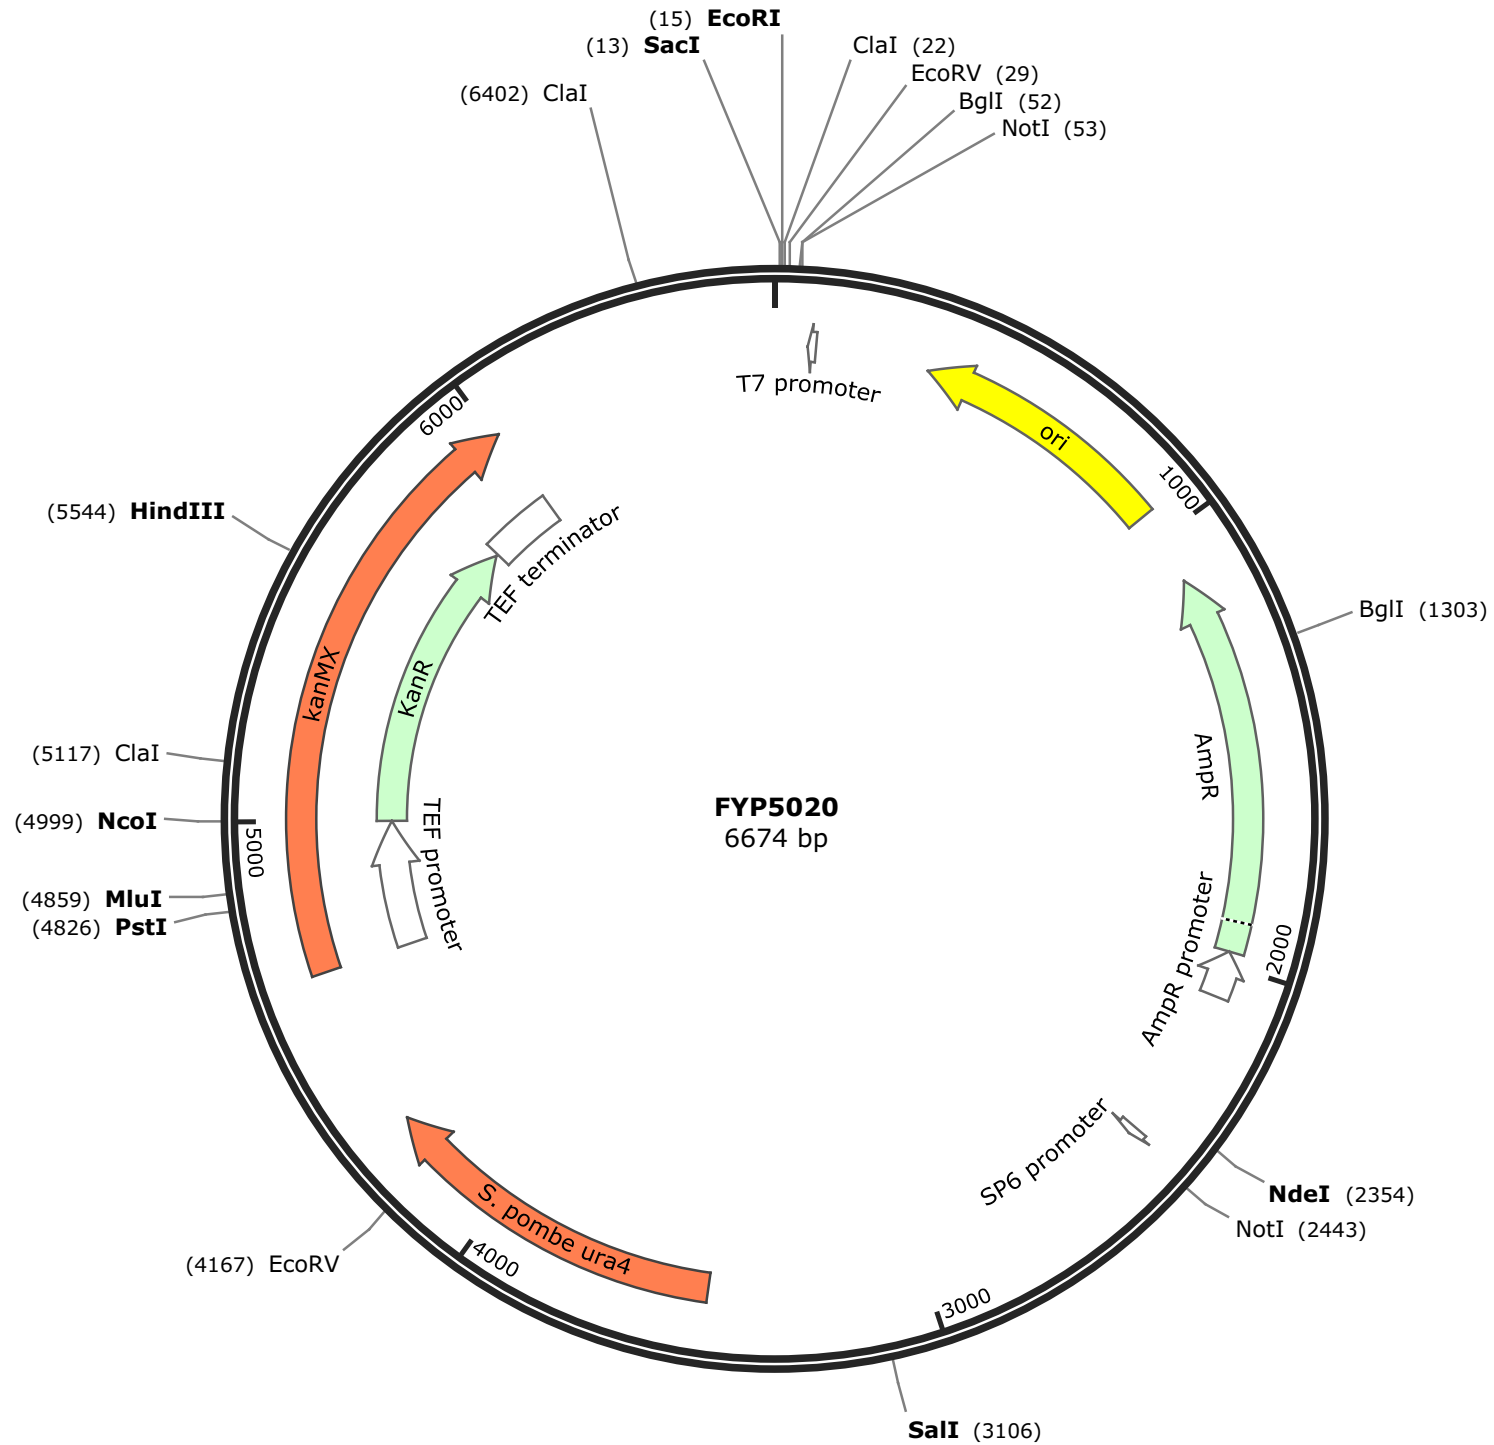 (15) EcoRI
(13) SacI
ClaI (22)
EcoRV (29)
(6402) ClaI
BglI (52)
NotI (53)
T7 promoter
6000
ori
1000
(5544) HindIII
TEF terminator
BglI (1303)
kanMX
KanR
AmpR
(5117) ClaI
FYP5020
6674 bp
(4999) NcoI
5000
TEF promoter
(4859) MluI
(4826) PstI
AmpR promoter
2000
SP6 promoter
NdeI (2354)
NotI (2443)
S. pombe ura4
(4167) EcoRV
4000
3000
SalI (3106)